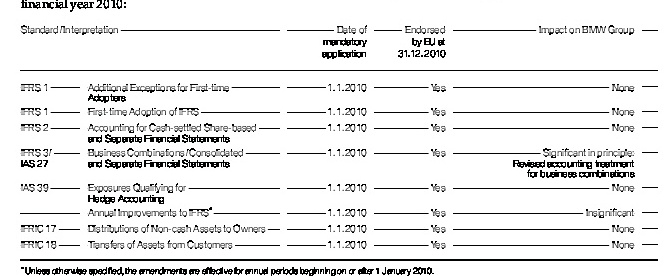 financial year 2010:
Standard/Interpretation Date of Endorsed Impact on BMW Group
mandatory by EU at
application 31.12.2010
IFRS 1 Additional Exceptions for First-time 1.1.2010 Yes None
Adopters
IFRS 1 First-time Adoption of IFRS 1.1.2010 Yes None
IFRS 2 Accounting for Cash-settled Share-based 1.1.2010 Yes None
and Separate Financial Statements
IFRS 3/ Business Combinations/Consolidated 1.1.2010 Yes Significant in principle:
IAS 27 and Separate Financial Statements Revised accounting treatment
for business combinations
IAS 39 Exposures Qualifying for 1.1.2010 Yes None
Hedge Accounting
Annual Improvements to IFRS* 1.1.2010 Yes Insignificant
IFRIC 17 Distributions of Non-cash Assets to Owners 1.1.2010 Yes None
IFRIC 18 Transfers of Assets from Customers 1.1.2010 Yes None
*Unless otherwise specified, the amendments are effective for annual periods beginning on or after 1 January 2010.